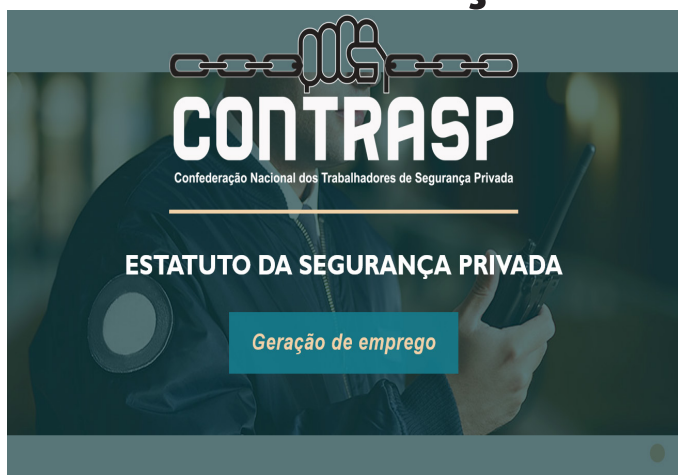 CONTRASP
Confederação Nacional dos Trabalhadores de Segurança Privada
ESTATUTO DA SEGURANÇA PRIVADA
Geração de emprego